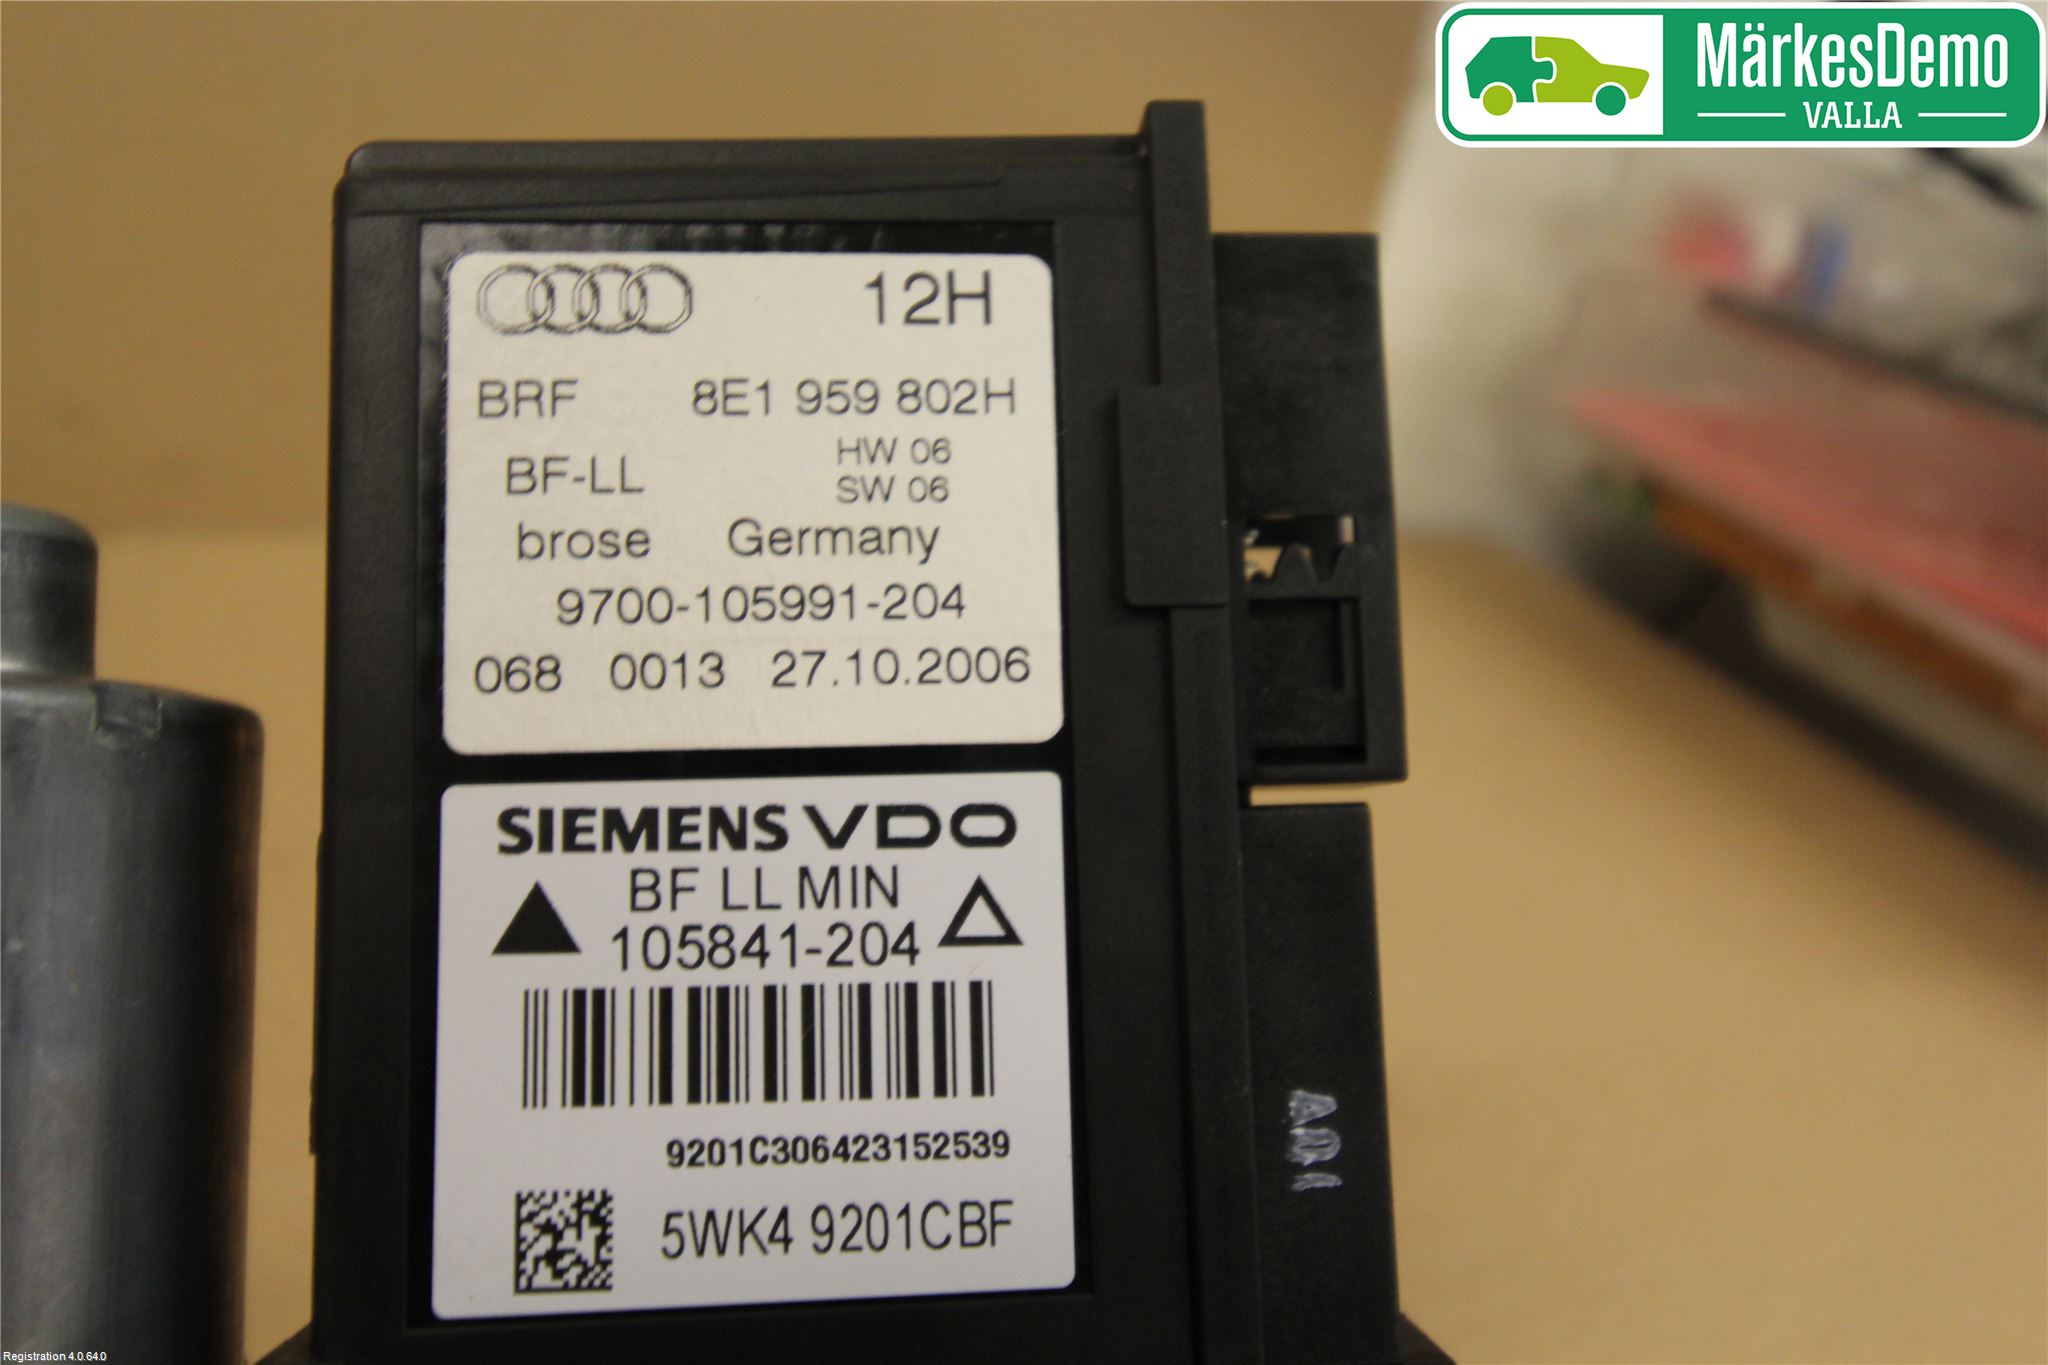 MärkesDemo
VALLA
12H
BRF 8E1 959 802H
BF-LL HW 06
SW 06
brose Germany
9700-105991-204
068 0013 27.10.2006
SIEMENS VDO
BF LL MIN
105841-204
9201C306423152539
5WK4 9201CBF
A01
Registration 4.0.64.0